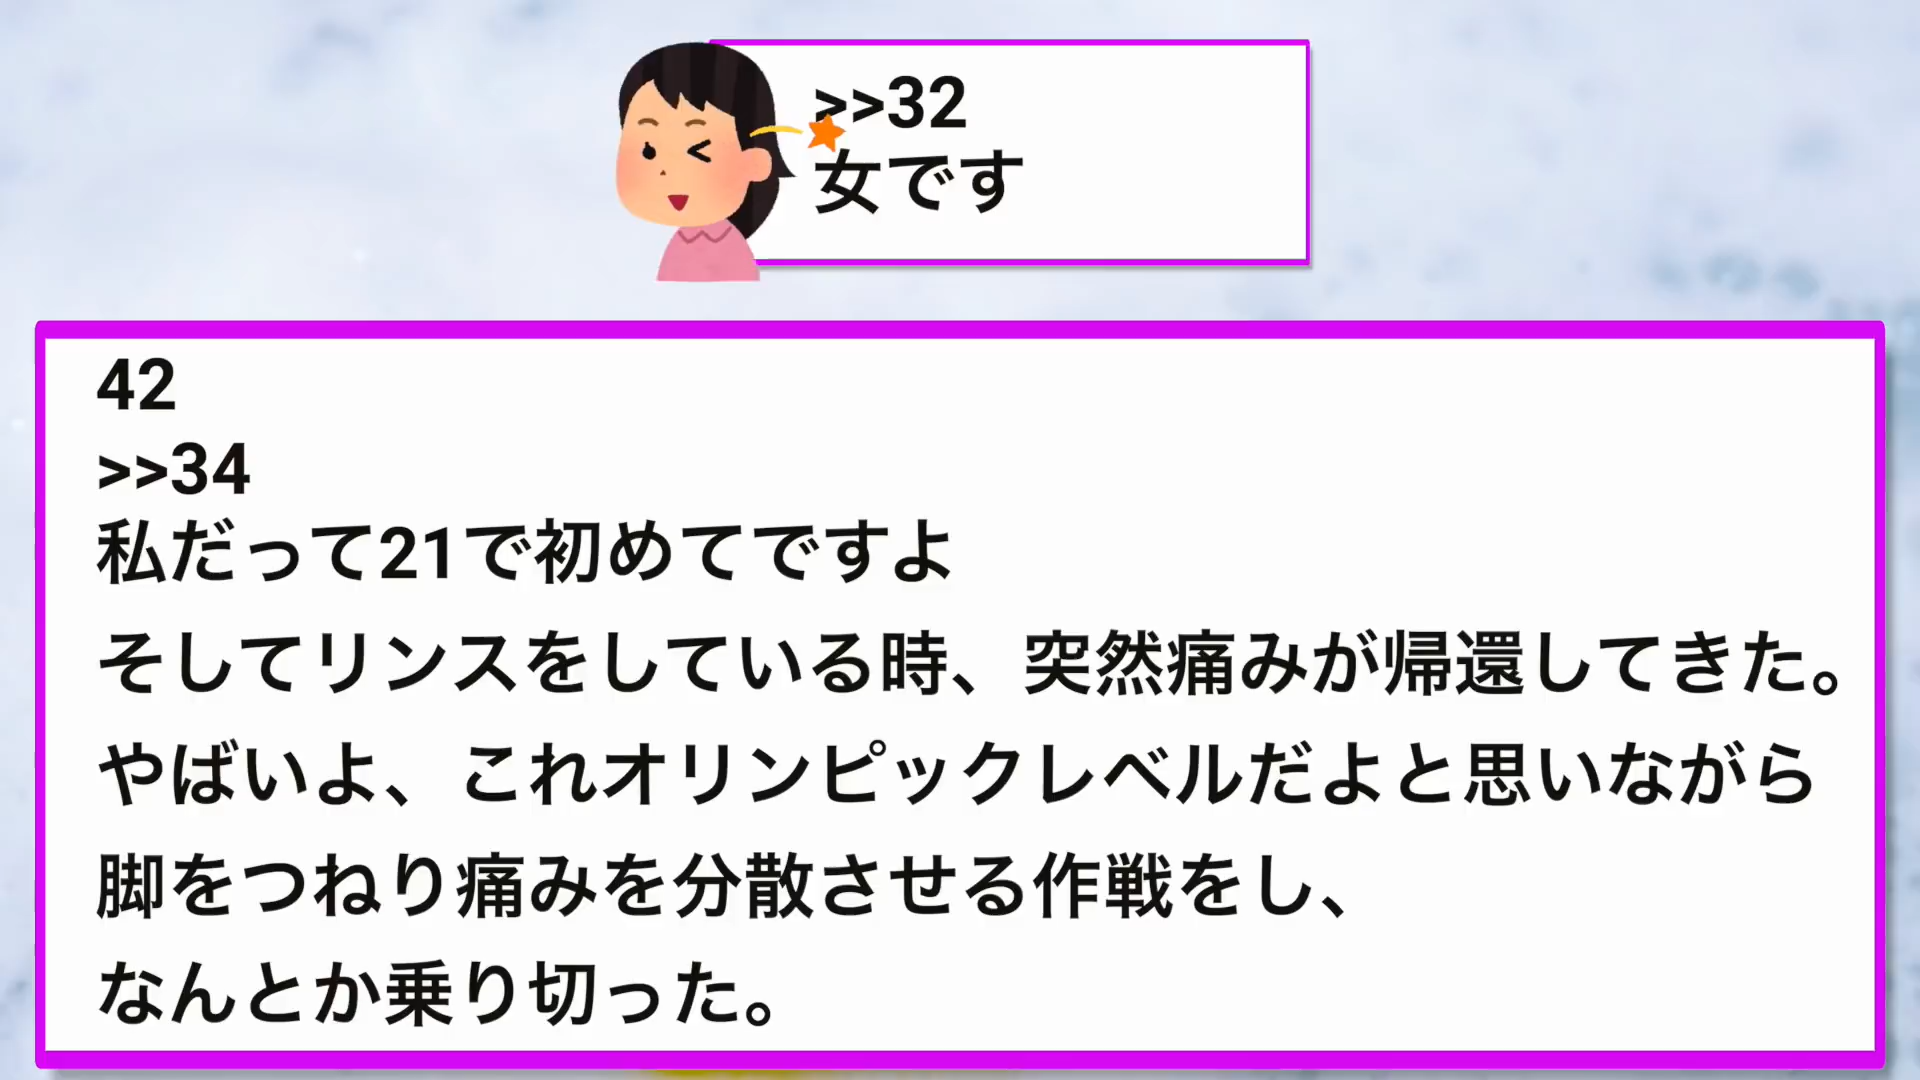 >>32
女です
42
>>34
私だって21で初めてですよ
そしてリンスをしている時、突然痛みが帰還してきた。
やばいよ、これオリンピックレベルだよと思いながら
脚をつねり痛みを分散させる作戦をし、
なんとか乗り切った。